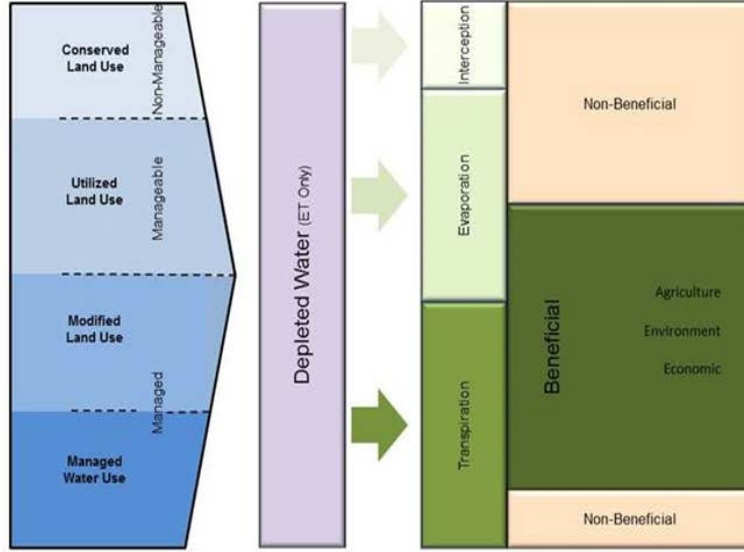 Conserved
Land Use
Non-Manageable
Utilized
Land Use
Manageable
Modified
Land Use
Managed
Managed
Water Use
Depleted Water (ET Only)
Interception
Evaporation
Transpiration
Non-Beneficial
Beneficial
Agriculture
Environment
Economic
Non-Beneficial